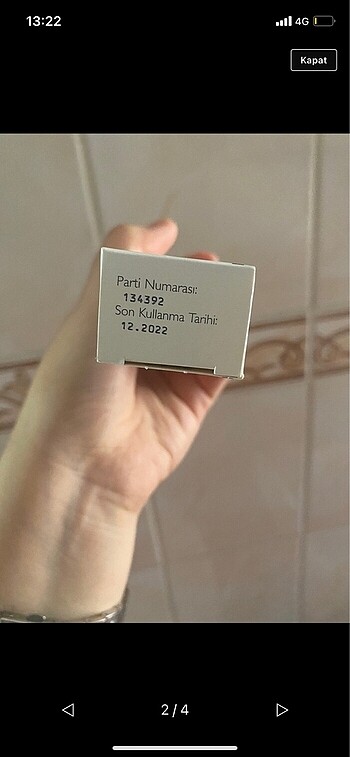 13:22
4G
Kapat
Parti Numarası:
134392
Son Kullanma Tarihi:
12.2022
2/4